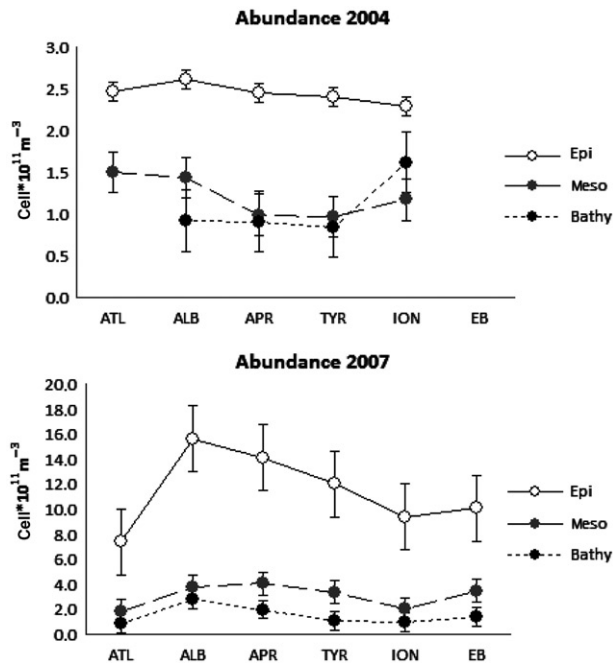 Abundance 2004
Cell*10¹¹m⁻³
3.0
2.5
2.0
1.5
1.0
0.5
0.0
ATL ALB APR TYR ION EB
Epi
Meso
Bathy
Abundance 2007
Cell*10¹¹m⁻³
20.0
18.0
16.0
14.0
12.0
10.0
8.0
6.0
4.0
2.0
0.0
ATL ALB APR TYR ION EB
Epi
Meso
Bathy